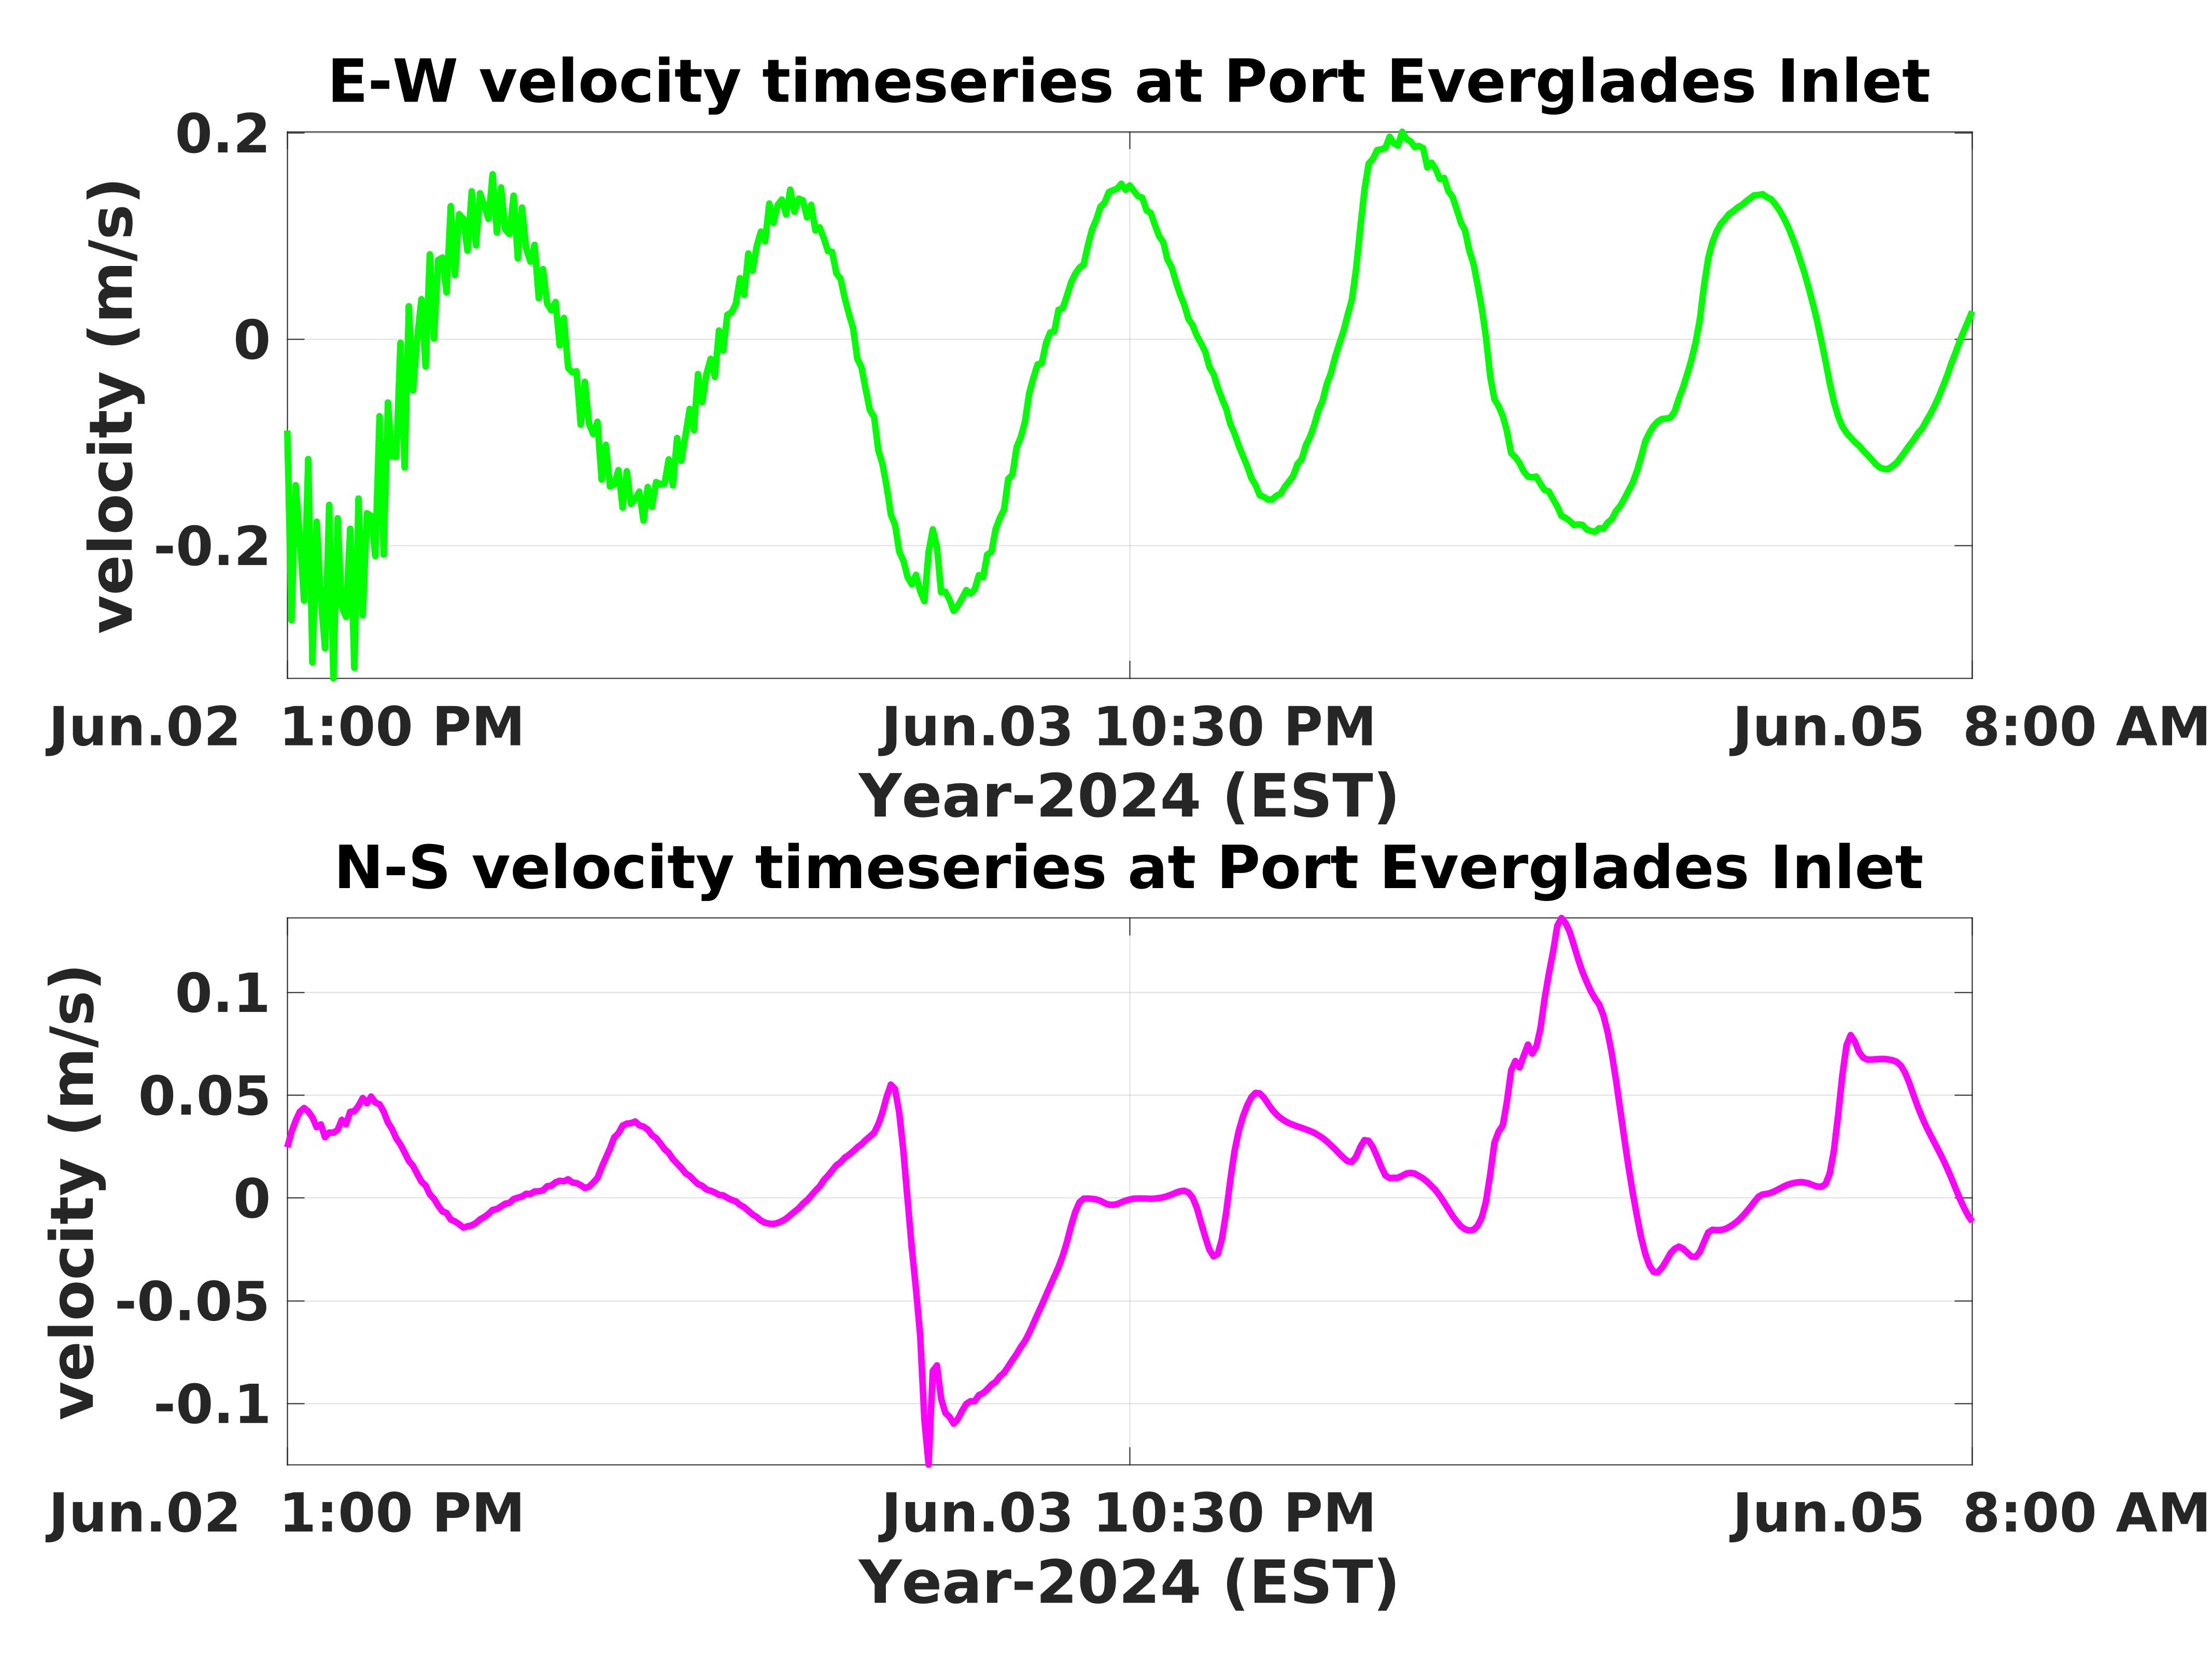 E-W velocity timeseries at Port Everglades Inlet
velocity (m/s)
0.2
0
-0.2
Jun.02  1:00 PM
Jun.03 10:30 PM
Jun.05  8:00 AM
Year-2024 (EST)
N-S velocity timeseries at Port Everglades Inlet
velocity (m/s)
0.1
0.05
0
-0.05
-0.1
Jun.02  1:00 PM
Jun.03 10:30 PM
Jun.05  8:00 AM
Year-2024 (EST)